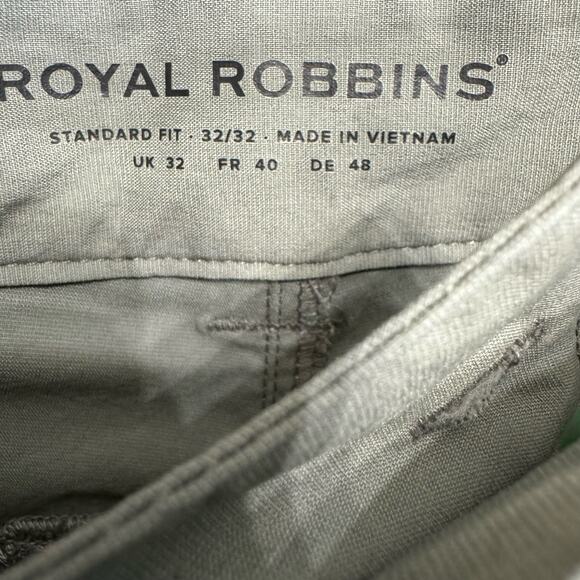 ROYAL ROBBINS®
STANDARD FIT · 32/32 · MADE IN VIETNAM
UK 32 FR 40 DE 48